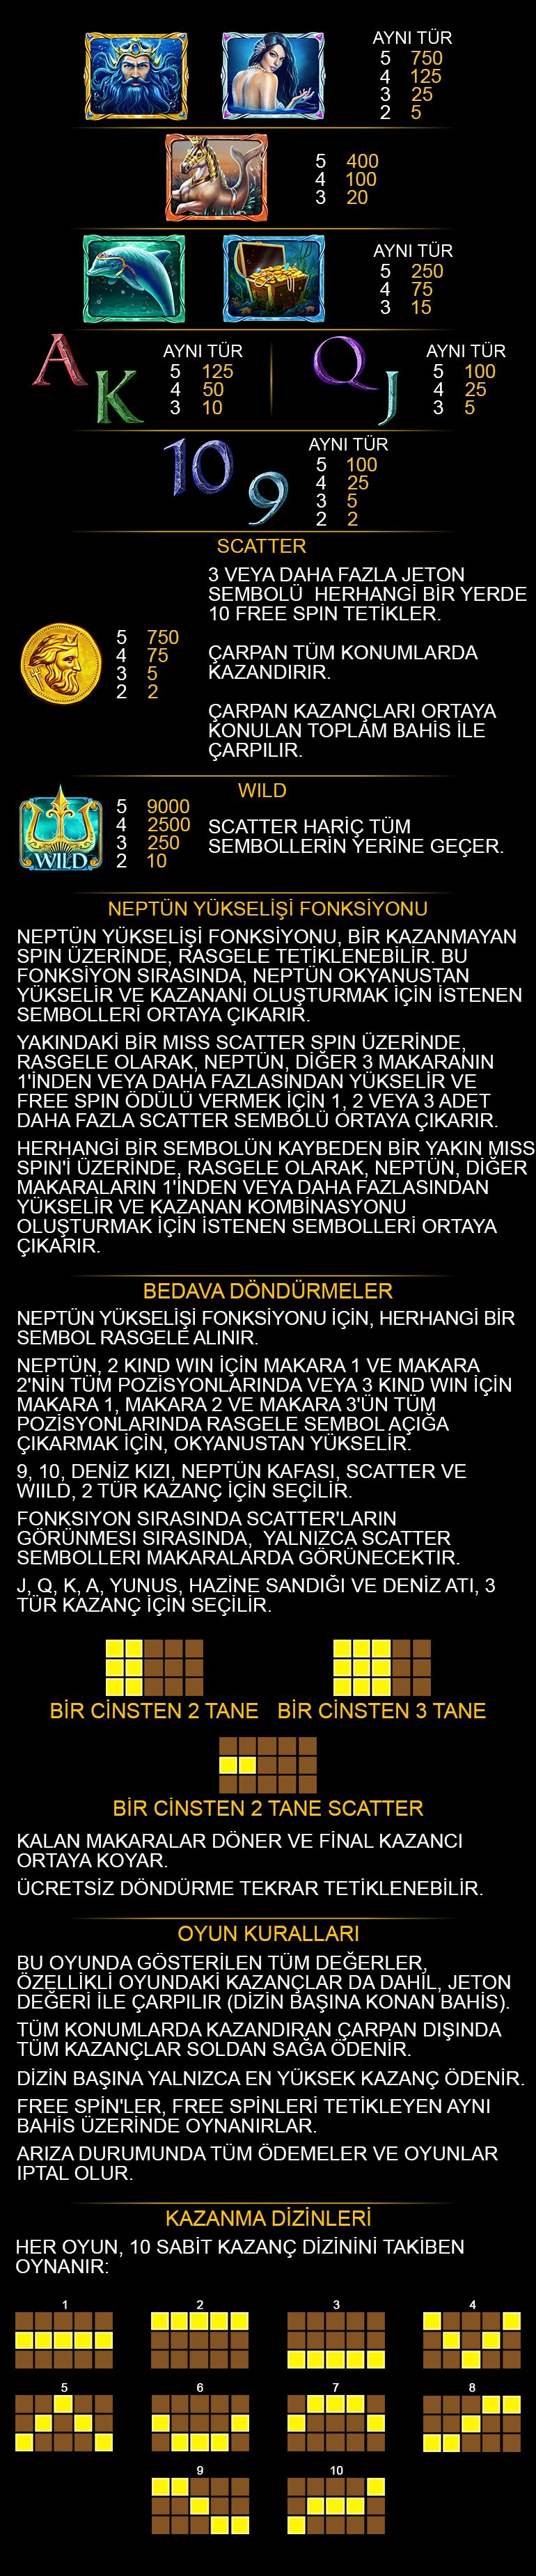 AYNI TÜR
5 750
4 125
3 25
2 5
5 400
4 100
3 20
AYNI TÜR
5 250
4 75
3 15
A K
AYNI TÜR
5 125
4 50
3 10
Q J
AYNI TÜR
5 100
4 25
3 5
10 9
AYNI TÜR
5 100
4 25
3 5
2 2
SCATTER
5 750
4 75
3 5
2 2
3 VEYA DAHA FAZLA JETON
SEMBOLÜ HERHANGİ BİR YERDE
10 FREE SPIN TETİKLER.
ÇARPAN TÜM KONUMLARDA
KAZANDIRIR.
ÇARPAN KAZANÇLARI ORTAYA
KONULAN TOPLAM BAHİS İLE
ÇARPILIR.
WILD
WILD
5 9000
4 2500
3 250
2 10
SCATTER HARİÇ TÜM
SEMBOLLERİN YERİNE GEÇER.
NEPTÜN YÜKSELİŞİ FONKSİYONU
NEPTÜN YÜKSELİŞİ FONKSİYONU, BİR KAZANMAYAN
SPIN ÜZERİNDE, RASGELE TETİKLENEBİLİR. BU
FONKSİYON SIRASINDA, NEPTÜN OKYANUSTAN
YÜKSELİR VE KAZANANI OLUŞTURMAK İÇİN İSTENEN
SEMBOLLERİ ORTAYA ÇIKARIR.
YAKINDAKİ BİR MISS SCATTER SPIN ÜZERİNDE,
RASGELE OLARAK, NEPTÜN, DİĞER 3 MAKARANIN
1'İNDEN VEYA DAHA FAZLASINDAN YÜKSELİR VE
FREE SPIN ÖDÜLÜ VERMEK İÇİN 1, 2 VEYA 3 ADET
DAHA FAZLA SCATTER SEMBOLÜ ORTAYA ÇIKARIR.
HERHANGİ BİR SEMBOLÜN KAYBEDEN BİR YAKIN MISS
SPIN'İ ÜZERİNDE, RASGELE OLARAK, NEPTÜN, DİĞER
MAKARALARIN 1'İNDEN VEYA DAHA FAZLASINDAN
YÜKSELİR VE KAZANAN KOMBİNASYONU
OLUŞTURMAK İÇİN İSTENEN SEMBOLLERİ ORTAYA
ÇIKARIR.
BEDAVA DÖNDÜRMELER
NEPTÜN YÜKSELİŞİ FONKSİYONU İÇİN, HERHANGİ BİR
SEMBOL RASGELE ALINIR.
NEPTÜN, 2 KIND WIN İÇİN MAKARA 1 VE MAKARA
2'NİN TÜM POZİSYONLARINDA VEYA 3 KIND WIN İÇİN
MAKARA 1, MAKARA 2 VE MAKARA 3'ÜN TÜM
POZİSYONLARINDA RASGELE SEMBOL AÇIĞA
ÇIKARMAK İÇİN, OKYANUSTAN YÜKSELİR.
9, 10, DENİZ KIZI, NEPTÜN KAFASI, SCATTER VE
WIILD, 2 TÜR KAZANÇ İÇİN SEÇİLİR.
FONKSIYON SIRASINDA SCATTER'LARIN
GÖRÜNMESI SIRASINDA, YALNIZCA SCATTER
SEMBOLLERI MAKARALARDA GÖRÜNECEKTIR.
J, Q, K, A, YUNUS, HAZİNE SANDIĞI VE DENİZ ATI, 3
TÜR KAZANÇ İÇİN SEÇİLİR.
BİR CİNSTEN 2 TANE BİR CİNSTEN 3 TANE
BİR CİNSTEN 2 TANE SCATTER
KALAN MAKARALAR DÖNER VE FİNAL KAZANCI
ORTAYA KOYAR.
ÜCRETSİZ DÖNDÜRME TEKRAR TETİKLENEBİLİR.
OYUN KURALLARI
BU OYUNDA GÖSTERİLEN TÜM DEĞERLER,
ÖZELLİKLİ OYUNDAKİ KAZANÇLAR DA DAHİL, JETON
DEĞERİ İLE ÇARPILIR (DİZİN BAŞINA KONAN BAHİS).
TÜM KONUMLARDA KAZANDIRAN ÇARPAN DIŞINDA
TÜM KAZANÇLAR SOLDAN SAĞA ÖDENİR.
DİZİN BAŞINA YALNIZCA EN YÜKSEK KAZANÇ ÖDENİR.
FREE SPİN'LER, FREE SPİNLERİ TETİKLEYEN AYNI
BAHİS ÜZERİNDE OYNANIRLAR.
ARIZA DURUMUNDA TÜM ÖDEMELER VE OYUNLAR
IPTAL OLUR.
KAZANMA DİZİNLERİ
HER OYUN, 10 SABİT KAZANÇ DİZİNİNİ TAKİBEN
OYNANIR:
1 2 3 4
5 6 7 8
9 10